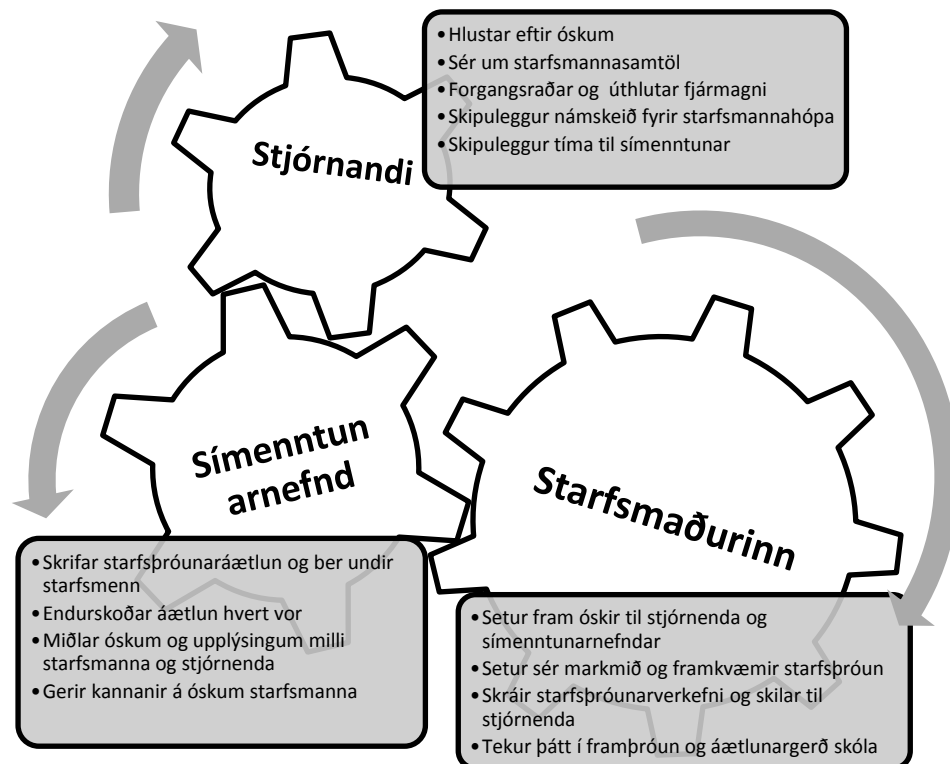 Stjórnandi
• Hlustar eftir óskum
• Sér um starfsmannasamtöl
• Forgangsraðar og úthlutar fjármagni
• Skipuleggur námskeið fyrir starfsmannahópa
• Skipuleggur tíma til símenntunar
Símenntun
arnefnd
• Skrifar starfsþróunaráætlun og ber undir
starfsmenn
• Endurskoðar áætlun hvert vor
• Miðlar óskum og upplýsingum milli
starfsmanna og stjórnenda
• Gerir kannanir á óskum starfsmanna
Starfsmaðurinn
• Setur fram óskir til stjórnenda og
símenntunarnefndar
• Setur sér markmið og framkvæmir starfsþróun
• Skráir starfsþróunarverkefni og skilar til
stjórnenda
• Tekur þátt í framþróun og áætlunargerð skóla